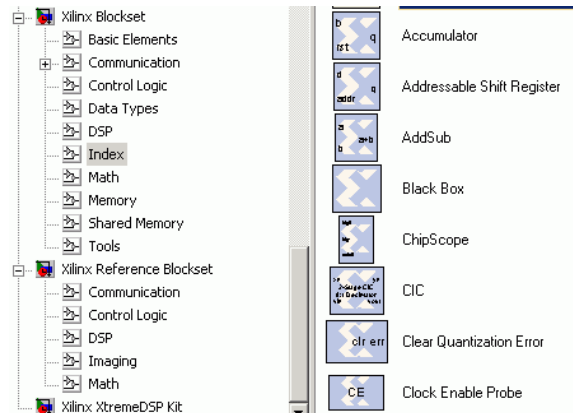 Xilinx Blockset
Basic Elements
Communication
Control Logic
Data Types
DSP
Index
Math
Memory
Shared Memory
Tools
Xilinx Reference Blockset
Communication
Control Logic
DSP
Imaging
Math
Xilinx XtremeDSP Kit
b
q
rst
Accumulator
d
q
addr
Addressable Shift Register
a
a+b
b
AddSub
Black Box
ChipScope
CIC
clr err
Clear Quantization Error
CE
Clock Enable Probe